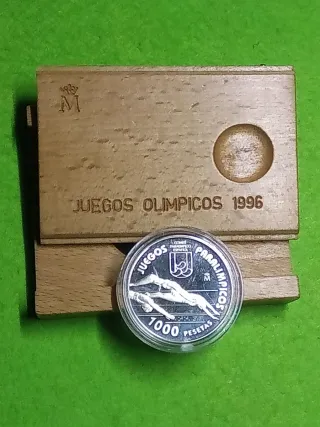 M
JUEGOS OLIMPICOS 1996
JUEGOS PARALIMPICOS
M
1000 PESETAS